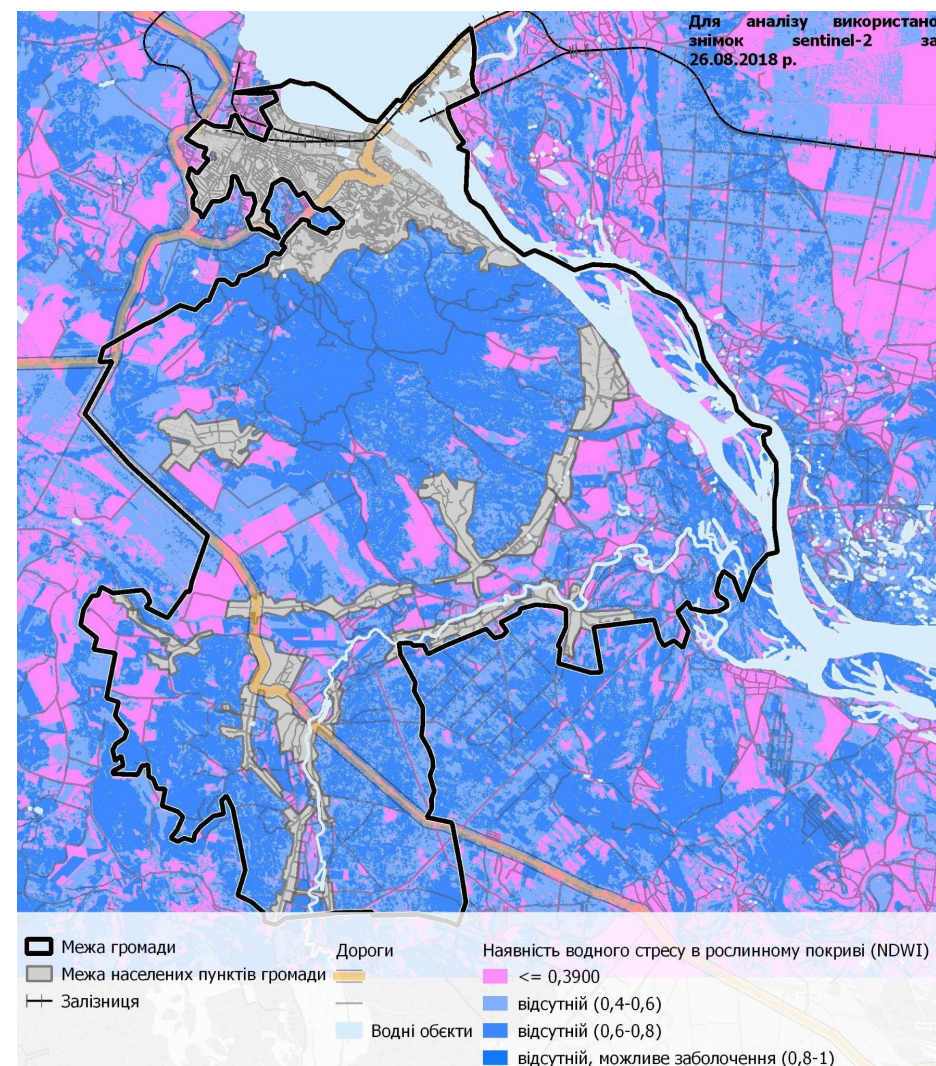 Для аналізу використано
знімок sentinel-2 за
26.08.2018 р.
Межа громади
Межа населених пунктів громади
Залізниця
Дороги
Водні обєкти
Наявність водного стресу в рослинному покриві (NDWI)
<= 0,3900
відсутній (0,4-0,6)
відсутній (0,6-0,8)
відсутній, можливе заболочення (0,8-1)